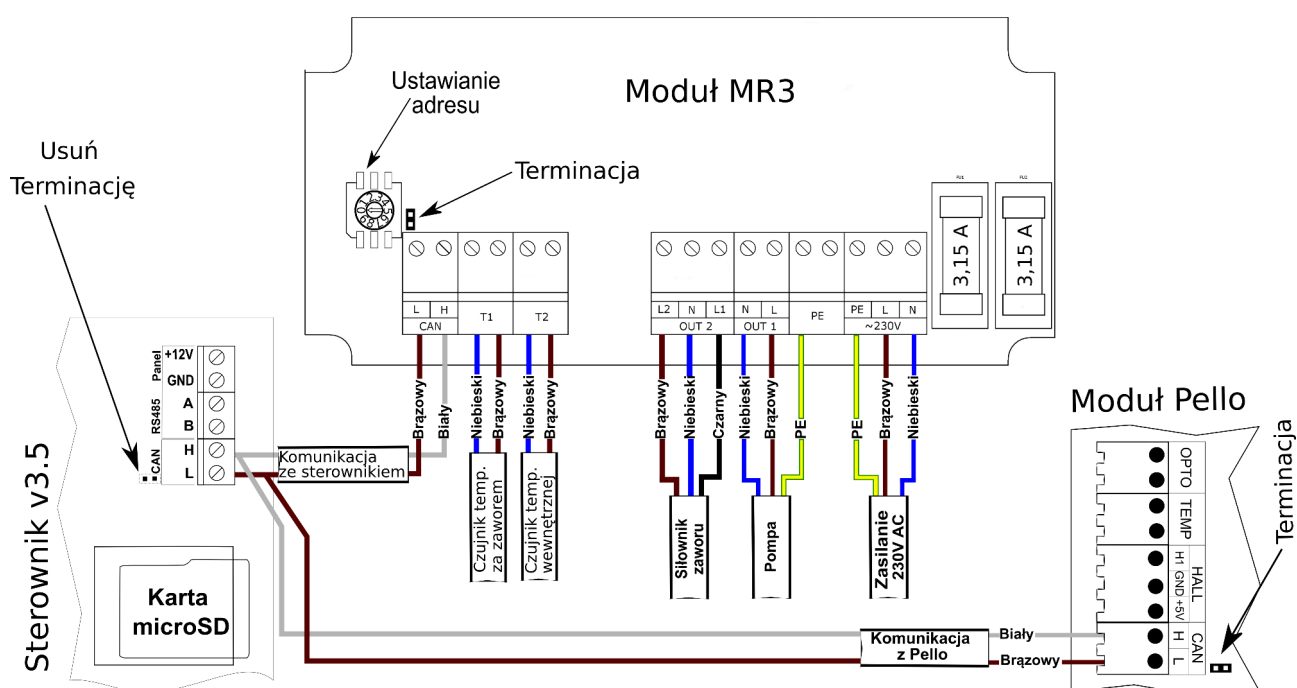 Moduł MR3
Ustawianie
adresu
Usuń
Terminację
Terminacja
FU1
FU2
3,15 A
3,15 A
L H
CAN
T1
T2
L2 N L1
OUT 2
N L
OUT 1
PE
PE L N
~230V
Brązowy
Biały
Niebieski
Brązowy
Niebieski
Brązowy
Brązowy
Niebieski
Czarny
Niebieski
Brązowy
PE
PE
Brązowy
Niebieski
Sterownik v3.5
Panel
+12V
GND
RS485
A
B
CAN
H
L
Komunikacja
ze sterownikiem
Czujnik temp.
za zaworem
Czujnik temp.
wewnętrznej
Siłownik
zaworu
Pompa
Zasilanie
230V AC
Karta
microSD
Moduł Pello
OPTO
TEMP
HALL
H1 GND +5V
CAN
H L
Terminacja
Komunikacja
z Pello
Biały
Brązowy